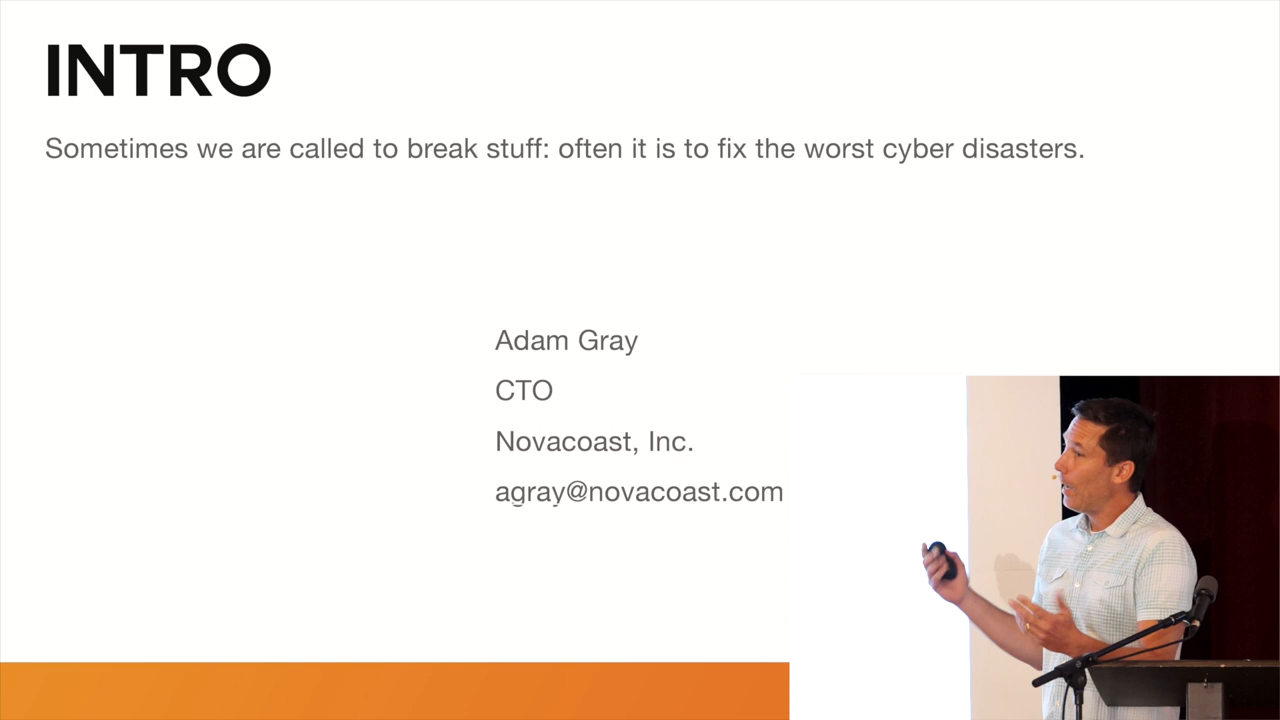 INTRO
Sometimes we are called to break stuff: often it is to fix the worst cyber disasters.
Adam Gray
CTO
Novacoast, Inc.
agray@novacoast.com